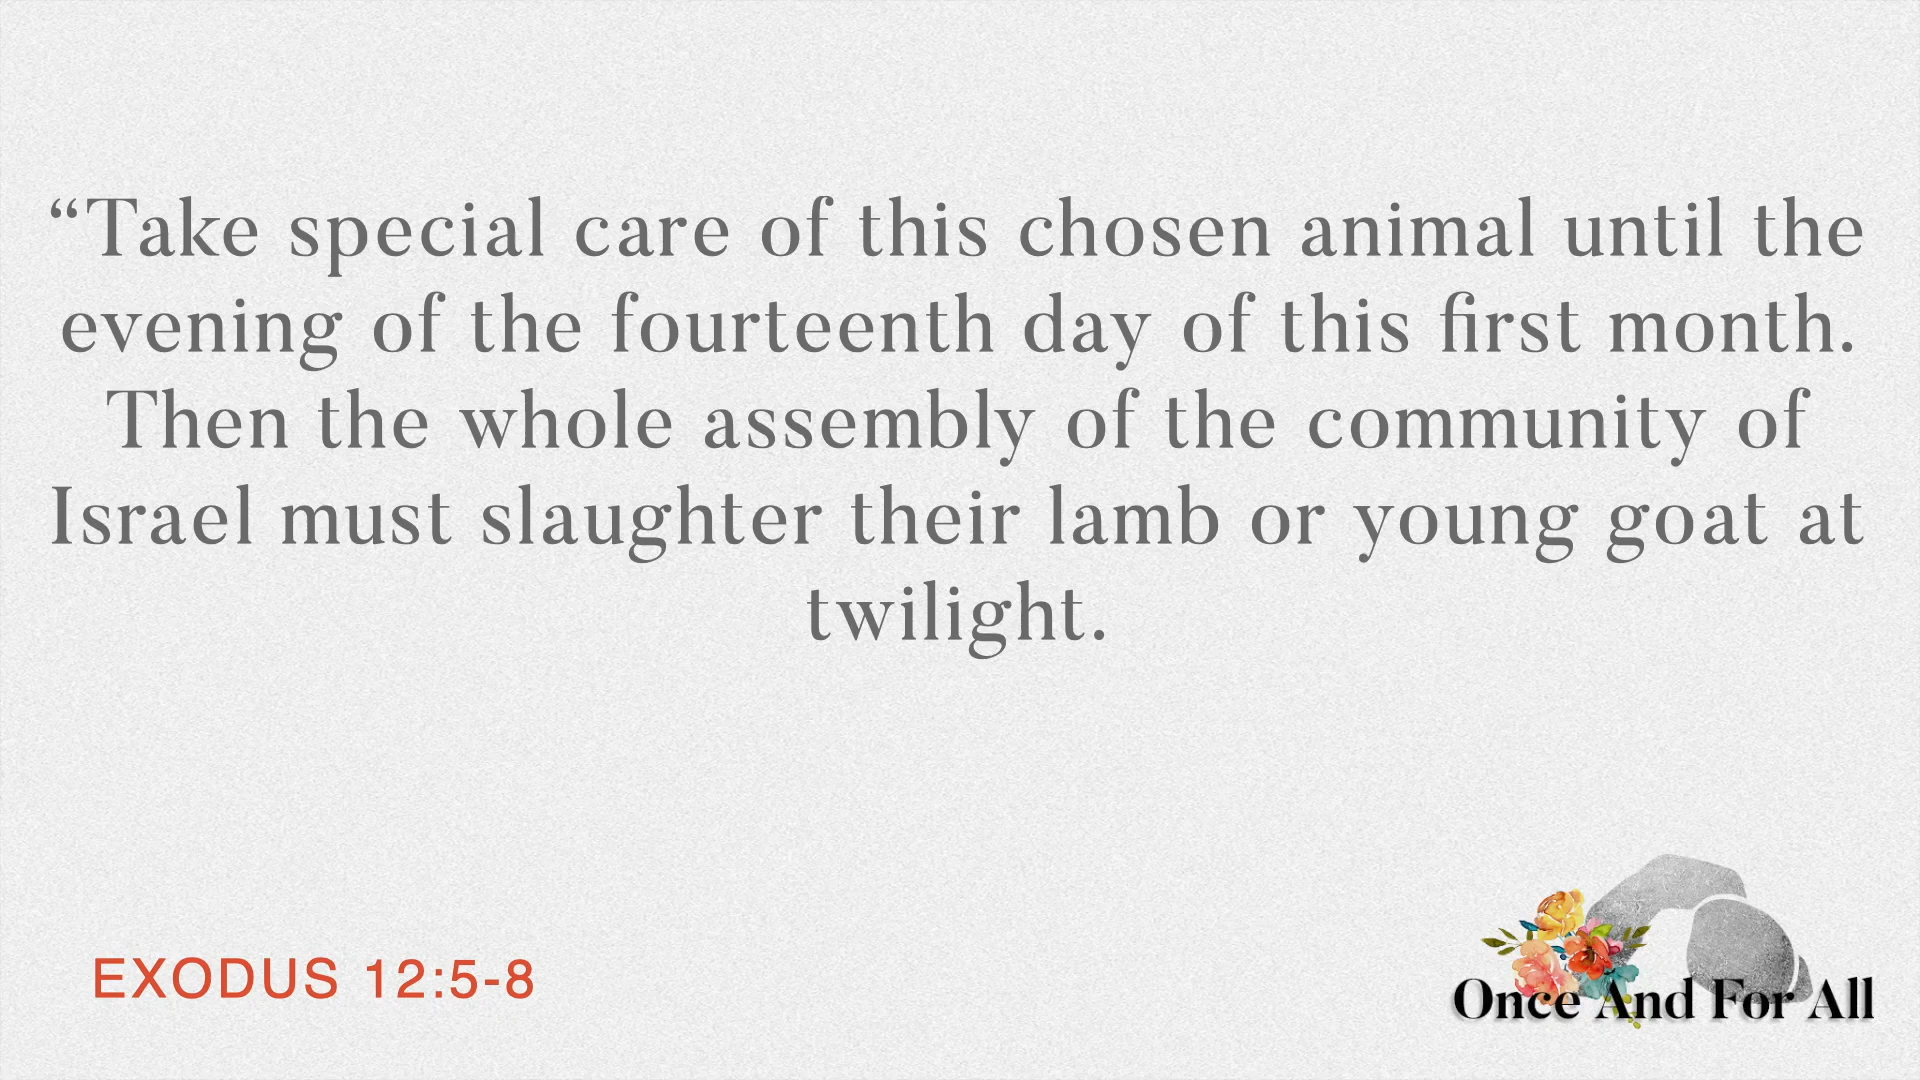 “Take special care of this chosen animal until the
evening of the fourteenth day of this first month.
Then the whole assembly of the community of
Israel must slaughter their lamb or young goat at
twilight.
EXODUS 12:5-8
Once And For All